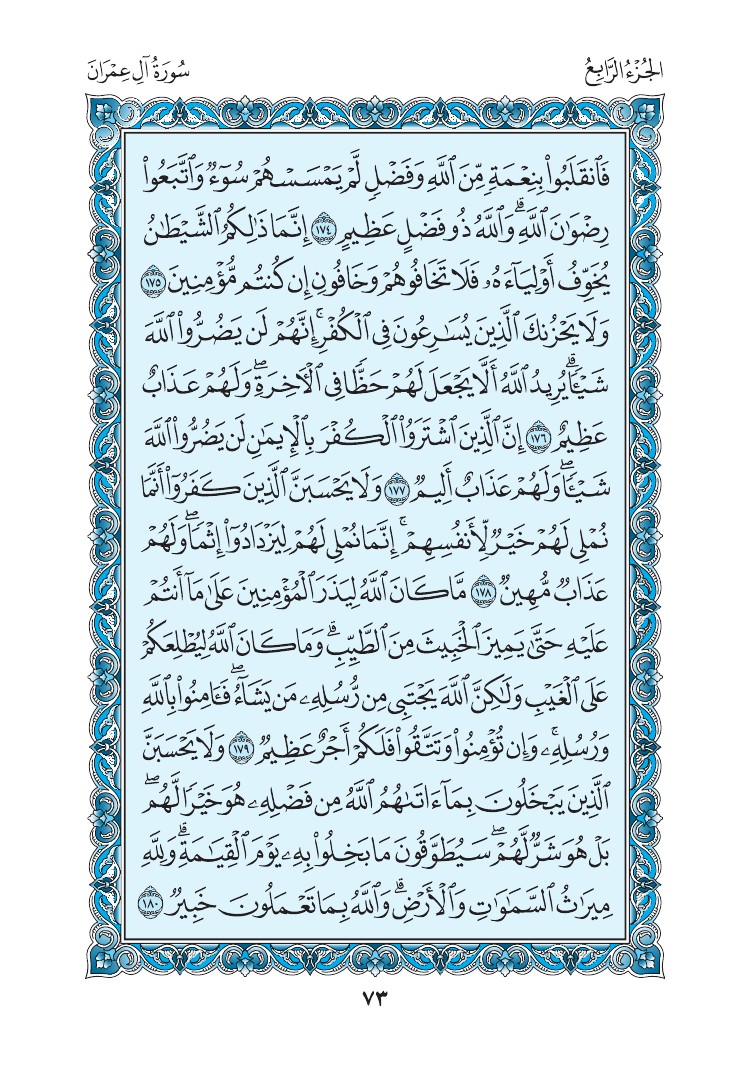 الجُزْءُ الرَّابِعُ
سُورَةُ آلِ عِمْرَانَ
فَٱنقَلَبُوا۟ بِنِعْمَةٍ مِّنَ ٱللَّهِ وَفَضْلٍ لَّمْ يَمْسَسْهُمْ سُوٓءٌ وَٱتَّبَعُوا۟
رِضْوَٰنَ ٱللَّهِ ۗ وَٱللَّهُ ذُو فَضْلٍ عَظِيمٍ ١٧٤ إِنَّمَا ذَٰلِكُمُ ٱلشَّيْطَٰنُ
يُخَوِّفُ أَوْلِيَآءَهُۥ فَلَا تَخَافُوهُمْ وَخَافُونِ إِن كُنتُم مُّؤْمِنِينَ ١٧٥
وَلَا يَحْزُنكَ ٱلَّذِينَ يُسَٰرِعُونَ فِى ٱلْكُفْرِ ۚ إِنَّهُمْ لَن يَضُرُّوا۟ ٱللَّهَ
شَيْـًٔا ۗ يُرِيدُ ٱللَّهُ أَلَّا يَجْعَلَ لَهُمْ حَظًّا فِى ٱلْءَاخِرَةِ ۖ وَلَهُمْ عَذَابٌ
عَظِيمٌ ١٧٦ إِنَّ ٱلَّذِينَ ٱشْتَرَوُا۟ ٱلْكُفْرَ بِٱلْإِيمَٰنِ لَن يَضُرُّوا۟ ٱللَّهَ
شَيْـًٔا ۖ وَلَهُمْ عَذَابٌ أَلِيمٌ ١٧٧ وَلَا يَحْسَبَنَّ ٱلَّذِينَ كَفَرُوٓا۟ أَنَّمَا
نُمْلِى لَهُمْ خَيْرٌ لِّأَنفُسِهِمْ ۚ إِنَّمَا نُمْلِى لَهُمْ لِيَزْدَادُوٓا۟ إِثْمًا ۖ وَلَهُمْ
عَذَابٌ مُّهِينٌ ١٧٨ مَّا كَانَ ٱللَّهُ لِيَذَرَ ٱلْمُؤْمِنِينَ عَلَىٰ مَآ أَنتُمْ
عَلَيْهِ حَتَّىٰ يَمِيزَ ٱلْخَبِيثَ مِنَ ٱلطَّيِّبِ ۗ وَمَا كَانَ ٱللَّهُ لِيُطْلِعَكُمْ
عَلَى ٱلْغَيْبِ وَلَٰكِنَّ ٱللَّهَ يَجْتَبِى مِن رُّسُلِهِۦ مَن يَشَآءُ ۖ فَـَٔامِنُوا۟ بِٱللَّهِ
وَرُسُلِهِۦ ۚ وَإِن تُؤْمِنُوا۟ وَتَتَّقُوا۟ فَلَكُمْ أَجْرٌ عَظِيمٌ ١٧٩ وَلَا يَحْسَبَنَّ
ٱلَّذِينَ يَبْخَلُونَ بِمَآ ءَاتَىٰهُمُ ٱللَّهُ مِن فَضْلِهِۦ هُوَ خَيْرًا لَّهُم ۖ
بَلْ هُوَ شَرٌّ لَّهُمْ ۖ سَيُطَوَّقُونَ مَا بَخِلُوا۟ بِهِۦ يَوْمَ ٱلْقِيَٰمَةِ ۗ وَلِلَّهِ
مِيرَٰثُ ٱلسَّمَٰوَٰتِ وَٱلْأَرْضِ ۗ وَٱللَّهُ بِمَا تَعْمَلُونَ خَبِيرٌ ١٨٠
٧٣